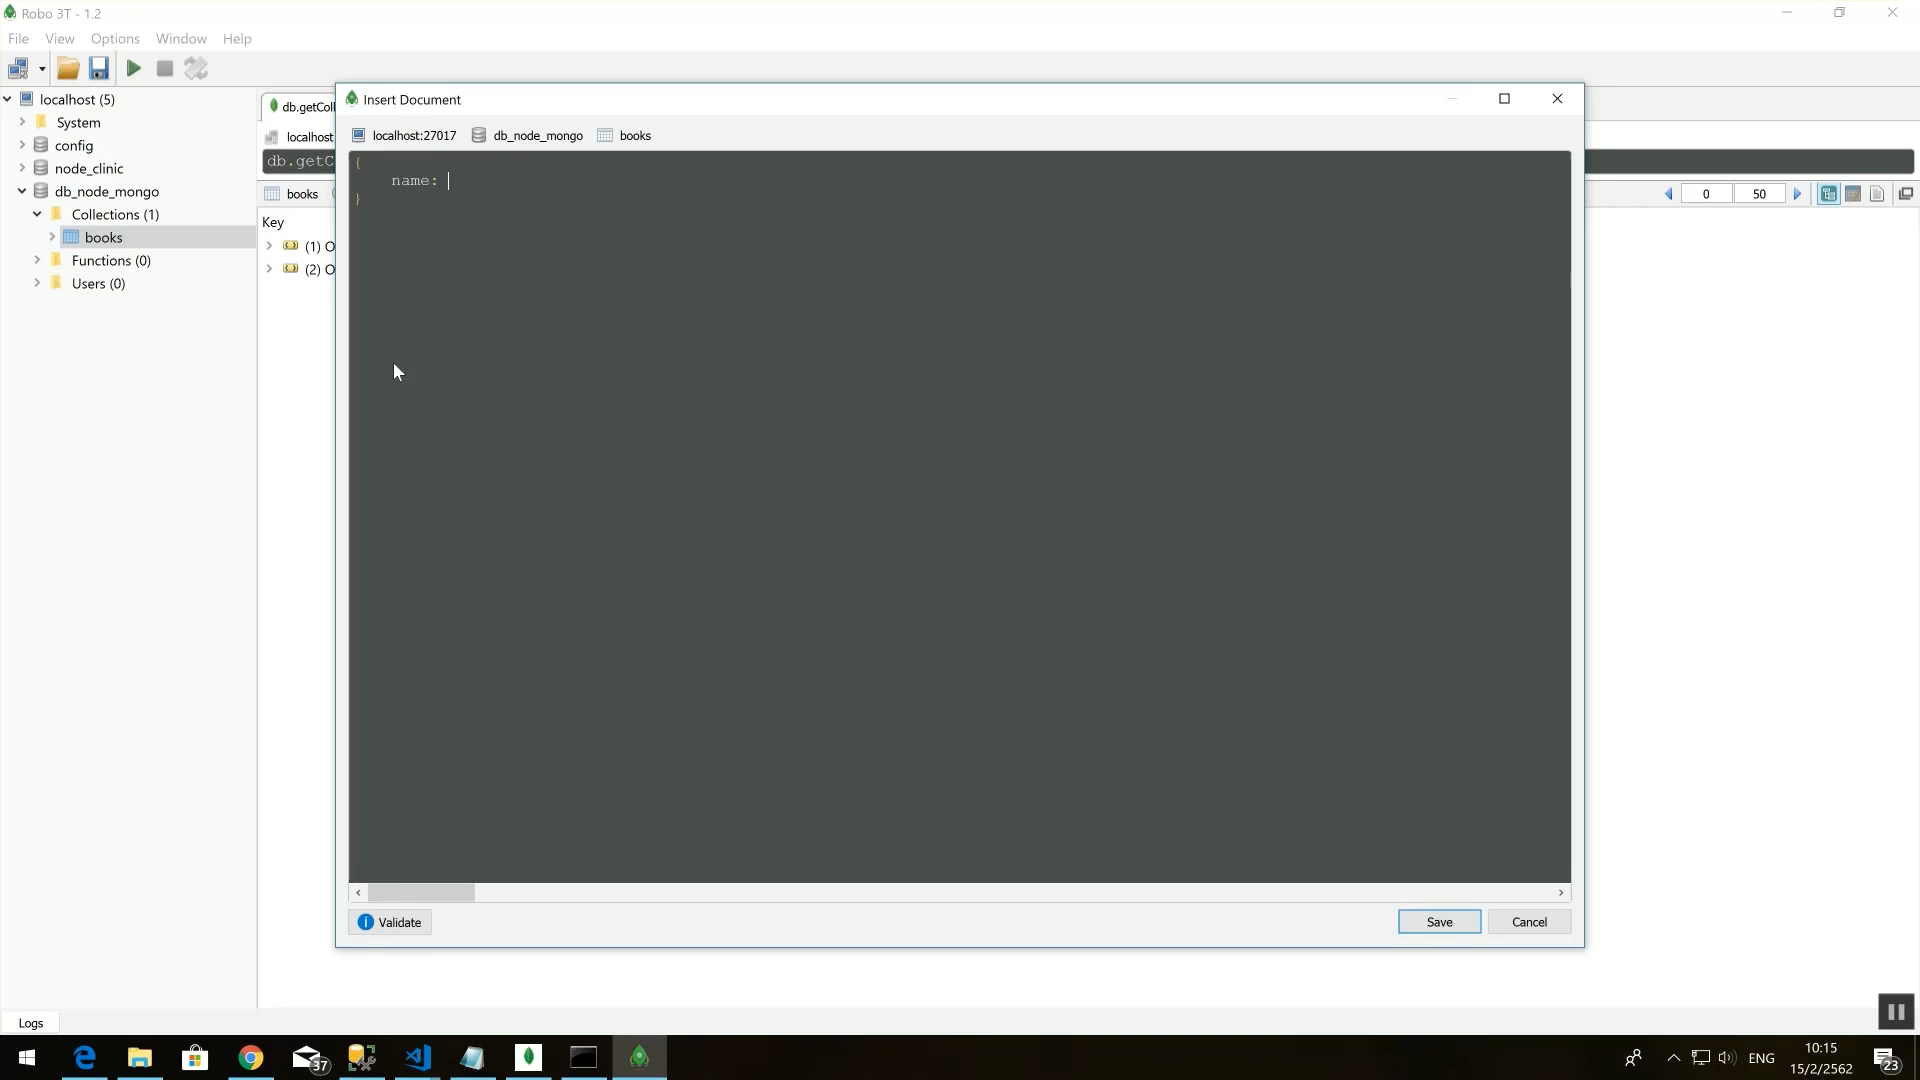 Robo 3T - 1.2
File View Options Window Help
localhost (5)
System
config
node_clinic
db_node_mongo
Collections (1)
books
Functions (0)
Users (0)
db.getColl
localhost
db.getC
books
0 50
Key
(1) O
(2) O
Insert Document
localhost:27017 db_node_mongo books
{
name:
}
Validate
Save Cancel
Logs
37
ENG
10:15
15/2/2562
23